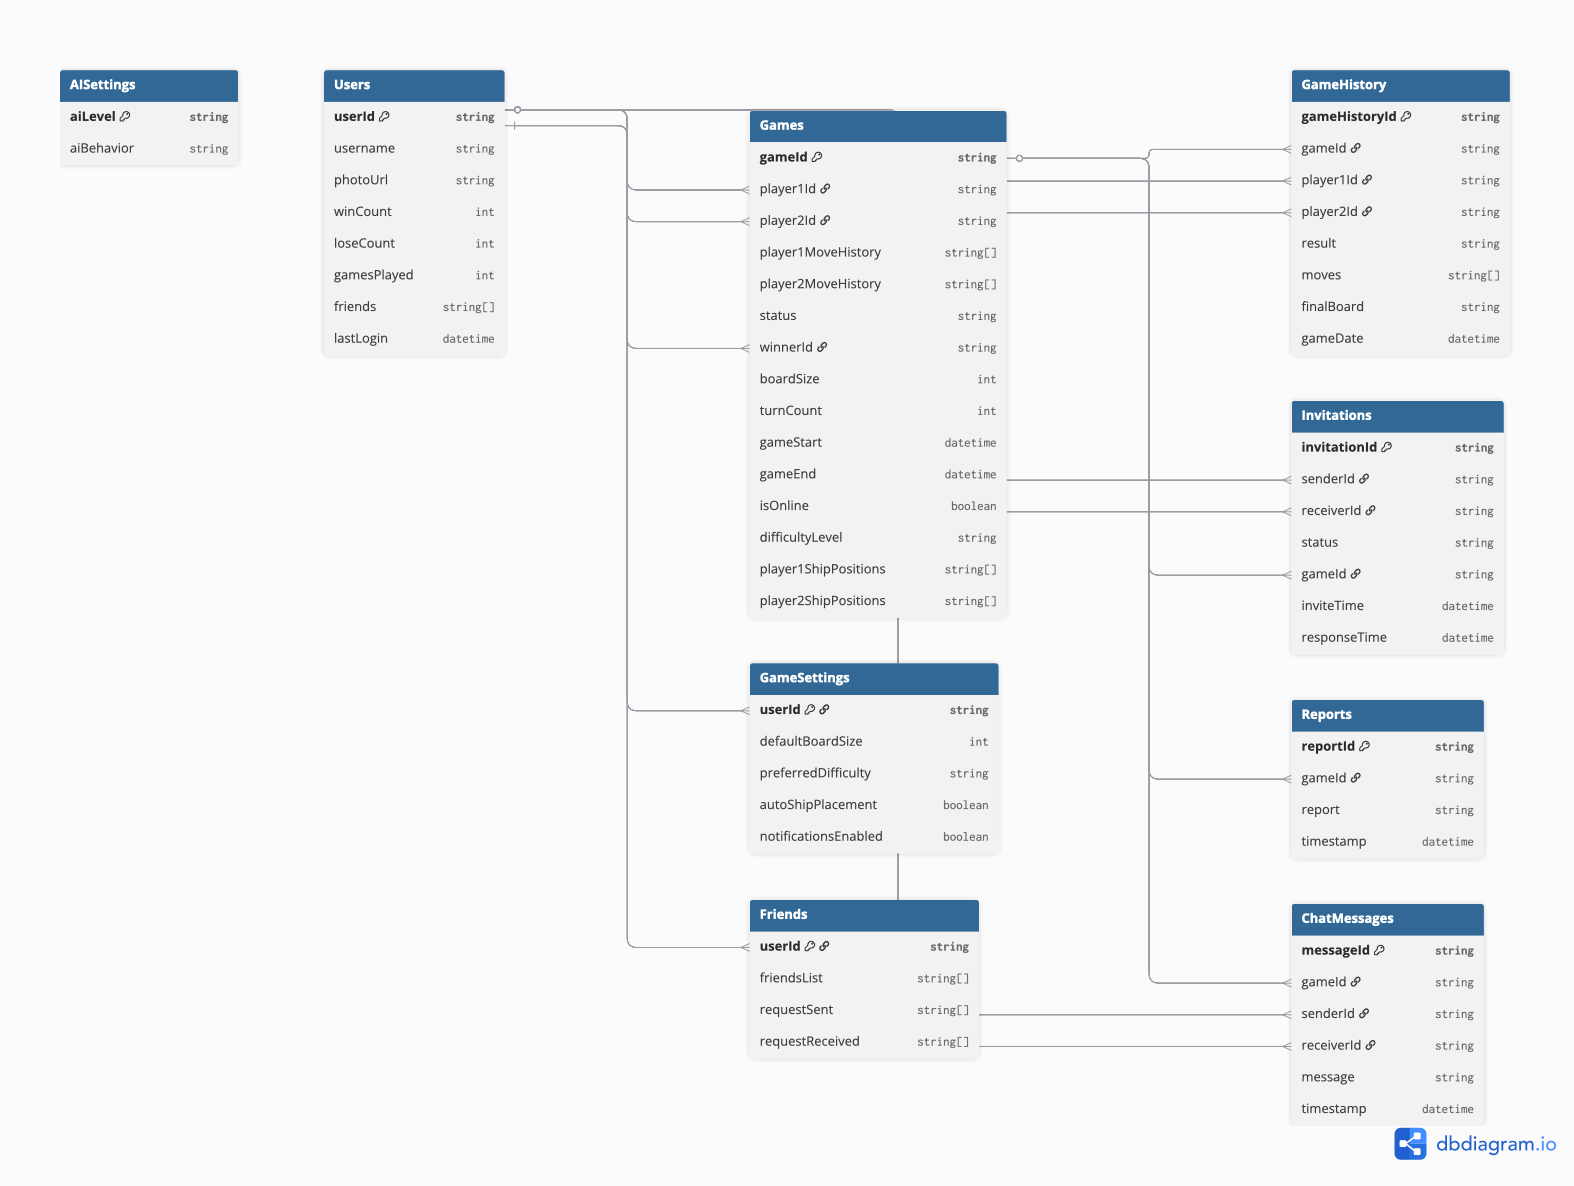 AISettings
aiLevel string
aiBehavior string
Users
userId string
username string
photoUrl string
winCount int
loseCount int
gamesPlayed int
friends string[]
lastLogin datetime
Games
gameId string
player1Id string
player2Id string
player1MoveHistory string[]
player2MoveHistory string[]
status string
winnerId string
boardSize int
turnCount int
gameStart datetime
gameEnd datetime
isOnline boolean
difficultyLevel string
player1ShipPositions string[]
player2ShipPositions string[]
GameSettings
userId string
defaultBoardSize int
preferredDifficulty string
autoShipPlacement boolean
notificationsEnabled boolean
Friends
userId string
friendsList string[]
requestSent string[]
requestReceived string[]
GameHistory
gameHistoryId string
gameId string
player1Id string
player2Id string
result string
moves string[]
finalBoard string
gameDate datetime
Invitations
invitationId string
senderId string
receiverId string
status string
gameId string
inviteTime datetime
responseTime datetime
Reports
reportId string
gameId string
report string
timestamp datetime
ChatMessages
messageId string
gameId string
senderId string
receiverId string
message string
timestamp datetime
dbdiagram.io